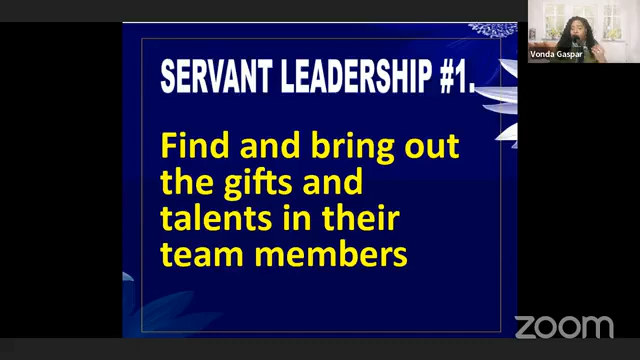 SERVANT LEADERSHIP #1.
Find and bring out
the gifts and
talents in their
team members
Vonda Gaspar
zoom